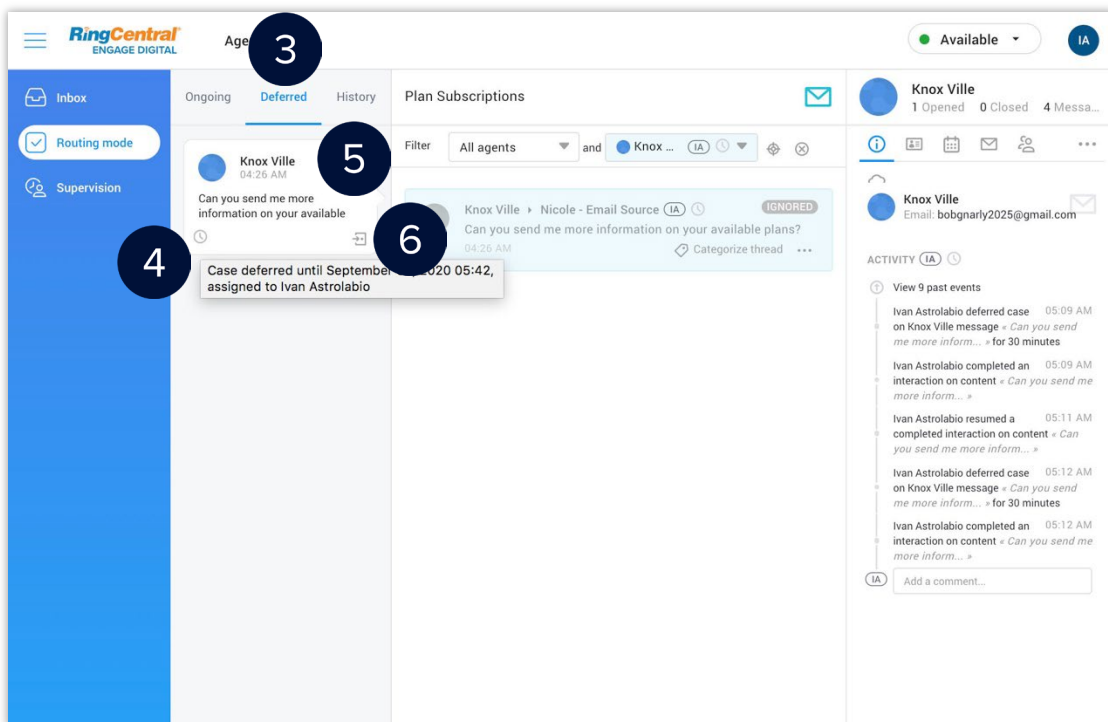 RingCentral®
ENGAGE DIGITAL
Age
3
Available
IA
Inbox
Routing mode
Supervision
Ongoing
Deferred
History
Knox Ville
04:26 AM
5
Can you send me more
information on your available
4
6
Case deferred until September 2020 05:42,
assigned to Ivan Astrolabio
Plan Subscriptions
Filter
All agents
and
Knox ...
IA
Knox Ville ▸ Nicole - Email Source IA
IGNORED
Can you send me more information on your available plans?
04:26 AM
Categorize thread
...
Knox Ville
1 Opened 0 Closed 4 Messa...
...
Knox Ville
Email: bobgnarly2025@gmail.com
ACTIVITY IA
View 9 past events
Ivan Astrolabio deferred case 05:09 AM
on Knox Ville message « Can you send
me more inform... » for 30 minutes
Ivan Astrolabio completed an 05:09 AM
interaction on content « Can you send me
more inform... »
Ivan Astrolabio resumed a 05:11 AM
completed interaction on content « Can
you send me more inform... »
Ivan Astrolabio deferred case 05:12 AM
on Knox Ville message « Can you send
me more inform... » for 30 minutes
Ivan Astrolabio completed an 05:12 AM
interaction on content « Can you send me
more inform... »
IA
Add a comment...